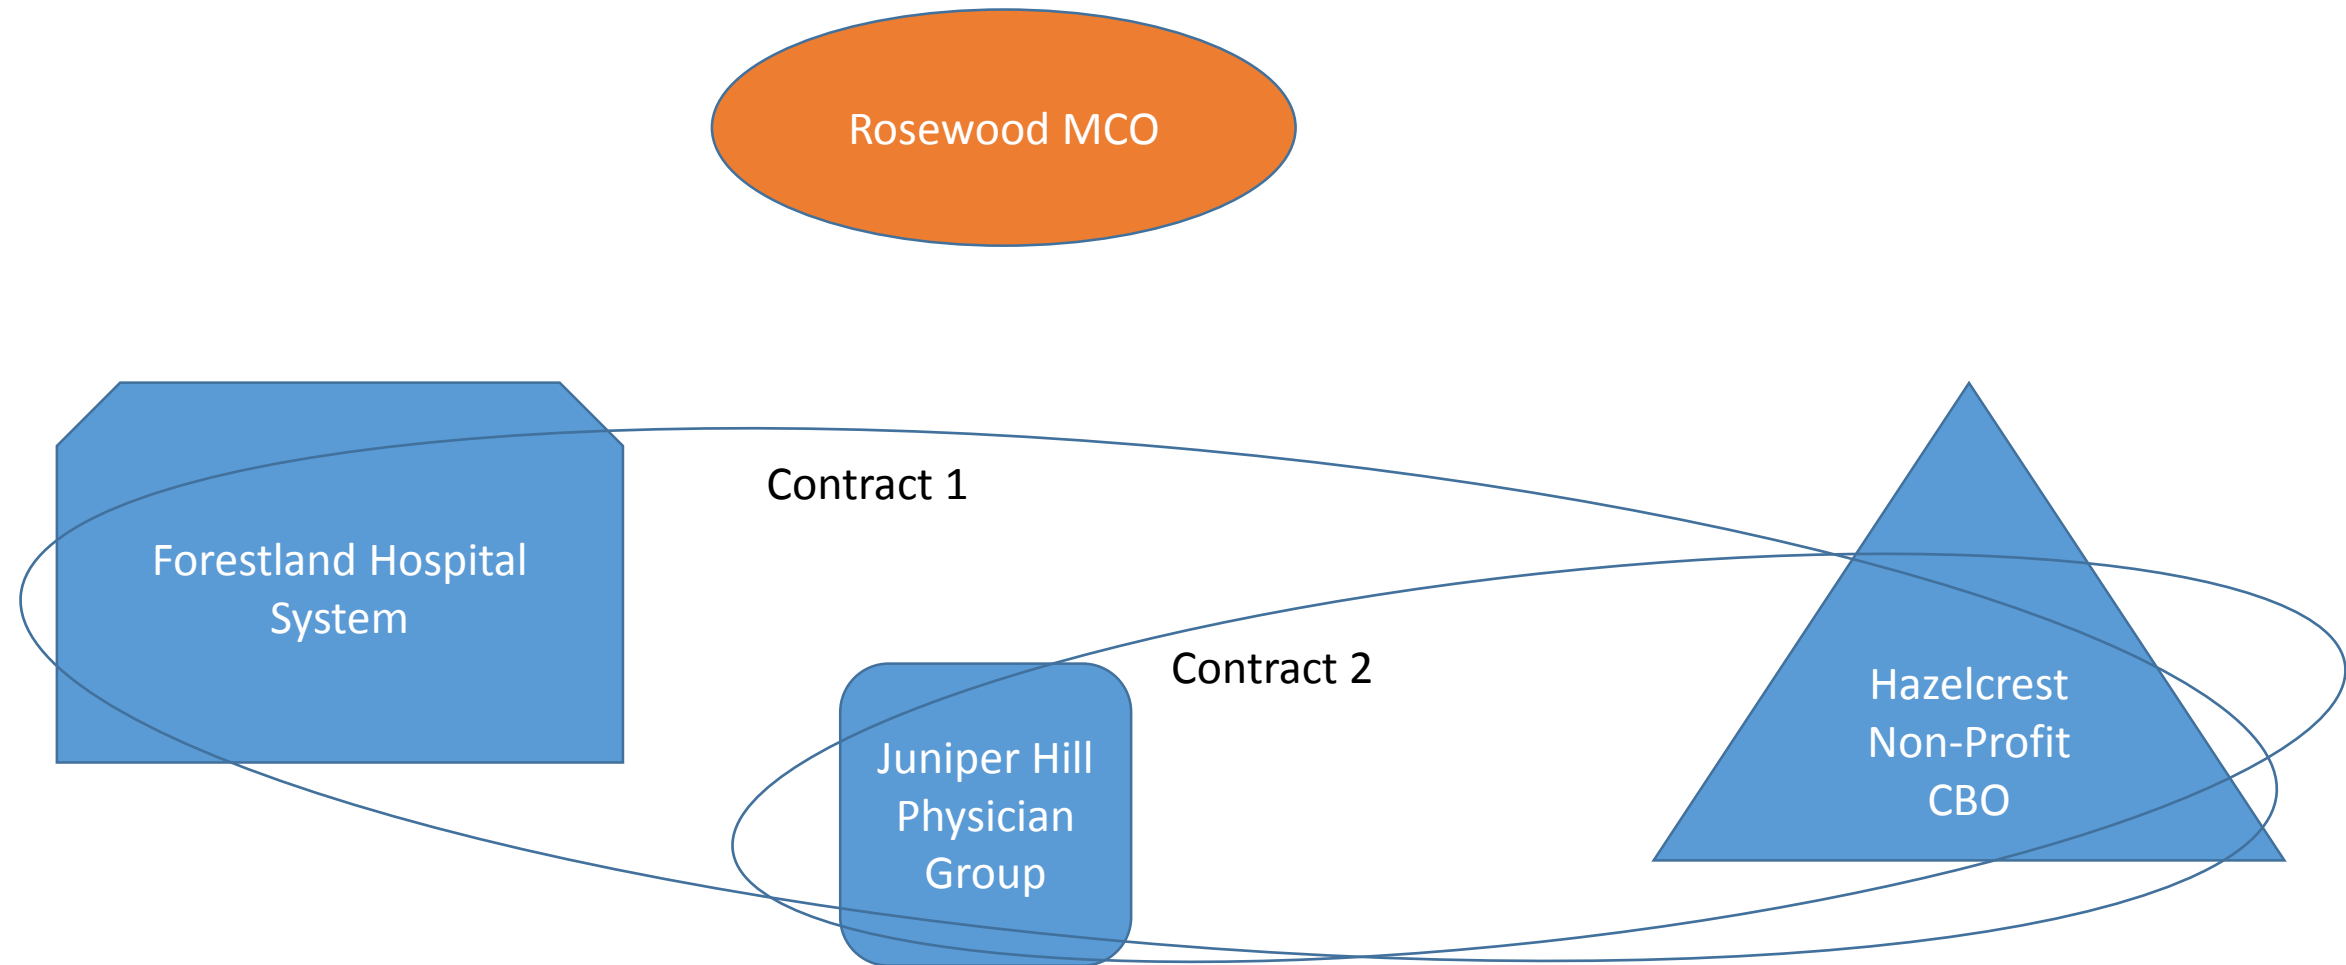 Rosewood MCO
Contract 1
Forestland Hospital
System
Contract 2
Juniper Hill
Physician
Group
Hazelcrest
Non-Profit
CBO